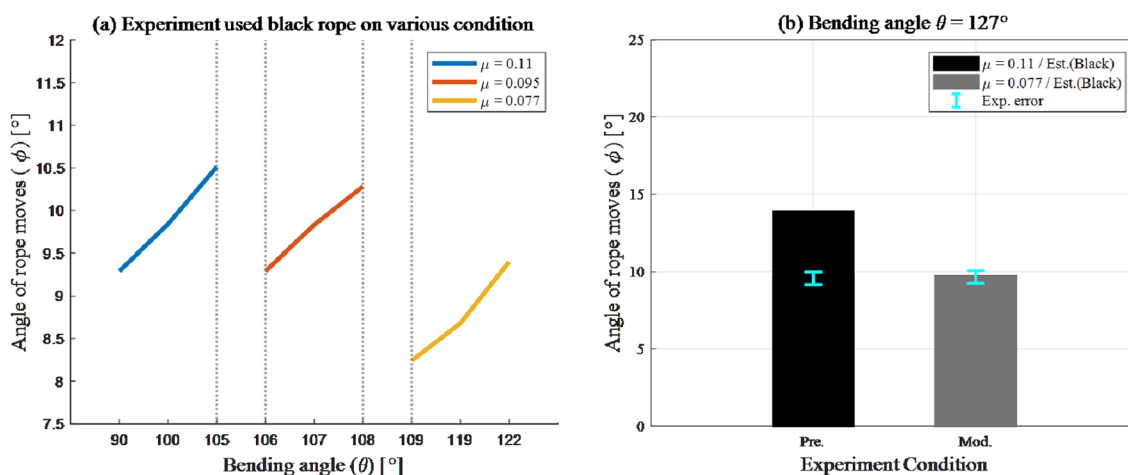 (a) Experiment used black rope on various condition
12
11.5
11
10.5
10
9.5
9
8.5
8
7.5
Angle of rope moves ( ϕ) [°]
μ = 0.11
μ = 0.095
μ = 0.077
90 100 105 106 107 108 109 119 122
Bending angle (θ) [°]
(b) Bending angle θ = 127°
25
20
15
10
5
0
Angle of rope moves ( ϕ) [°]
μ = 0.11 / Est.(Black)
μ = 0.077 / Est.(Black)
Exp. error
Pre. Mod.
Experiment Condition